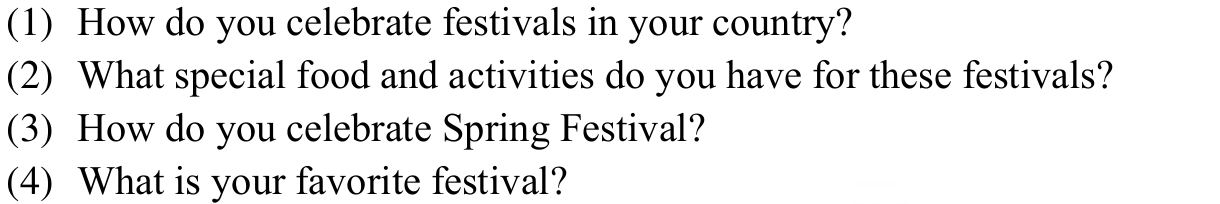 (1) How do you celebrate festivals in your country?
(2) What special food and activities do you have for these festivals?
(3) How do you celebrate Spring Festival?
(4) What is your favorite festival?